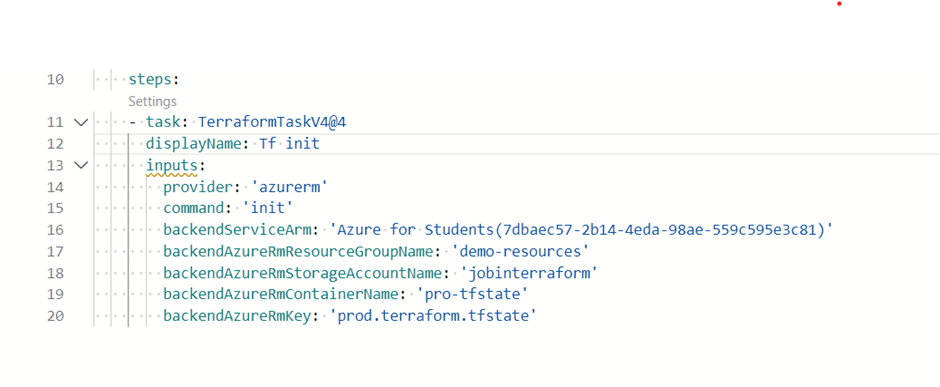 10 steps:
Settings
11 - task: TerraformTaskV4@4
12 displayName: Tf init
13 inputs:
14 provider: 'azurerm'
15 command: 'init'
16 backendServiceArm: 'Azure for Students(7dbaec57-2b14-4eda-98ae-559c595e3c81)'
17 backendAzureRmResourceGroupName: 'demo-resources'
18 backendAzureRmStorageAccountName: 'jobinterraform'
19 backendAzureRmContainerName: 'pro-tfstate'
20 backendAzureRmKey: 'prod.terraform.tfstate'